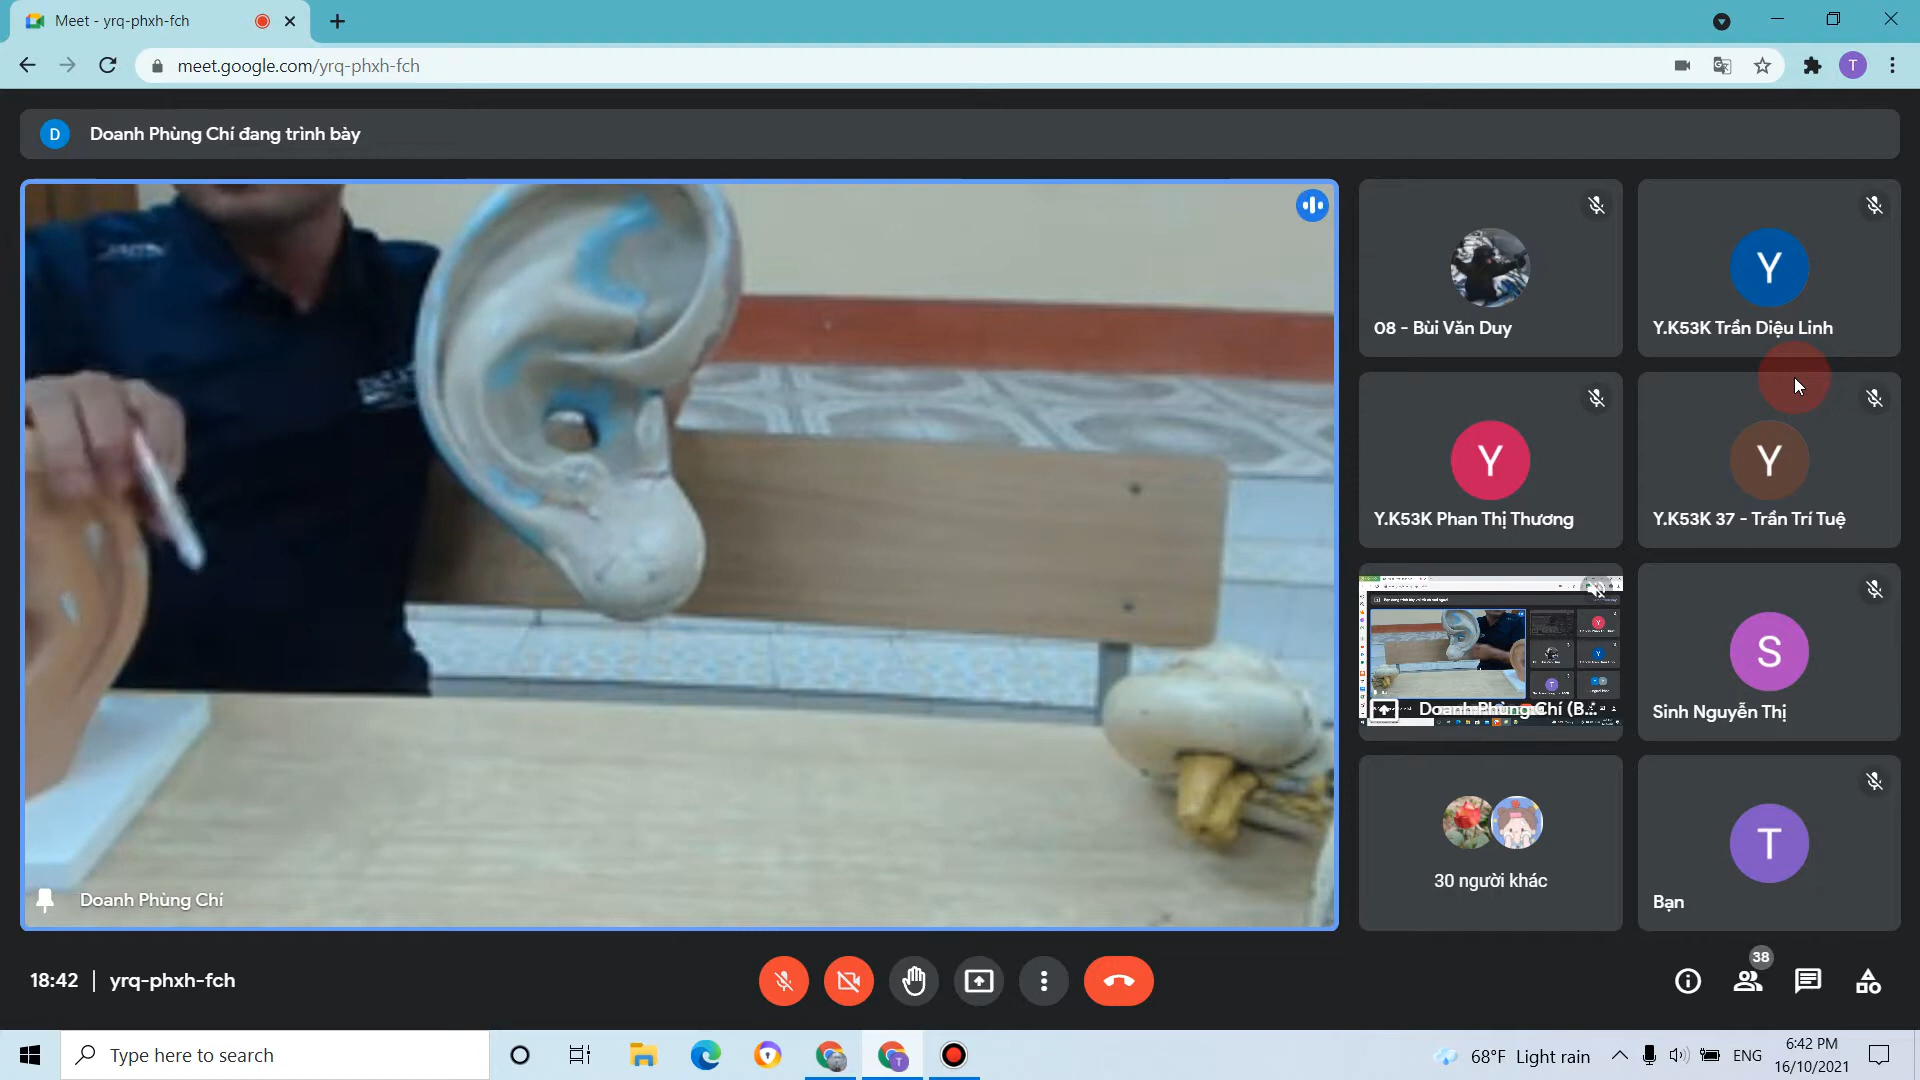 Meet - yrq-phxh-fch
meet.google.com/yrq-phxh-fch
T
D
Doanh Phùng Chí đang trình bày
08 - Bùi Văn Duy
Y
Y.K53K Trần Diệu Linh
Y
Y.K53K Phan Thị Thương
Y
Y.K53K 37 - Trần Trí Tuệ
Doanh Phùng Chí (B...
S
Sinh Nguyễn Thị
30 người khác
T
Bạn
Doanh Phùng Chí
18:42 | yrq-phxh-fch
38
Type here to search
68°F Light rain
ENG
6:42 PM
16/10/2021